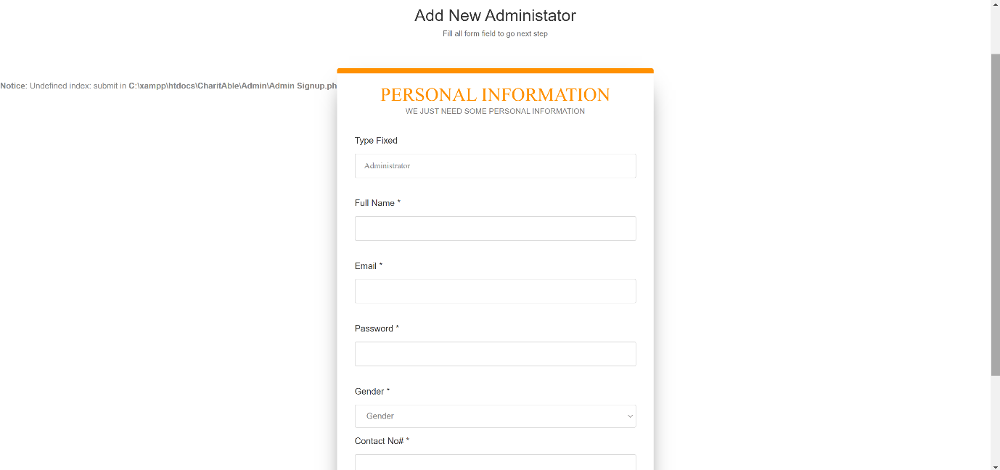 Add New Administator
Fill all form field to go next step
Notice: Undefined index: submit in C:\xampp\htdocs\CharitAble\Admin\Admin Signup.ph
PERSONAL INFORMATION
WE JUST NEED SOME PERSONAL INFORMATION
Type Fixed
Administrator
Full Name *
Email *
Password *
Gender *
Gender
Contact No# *